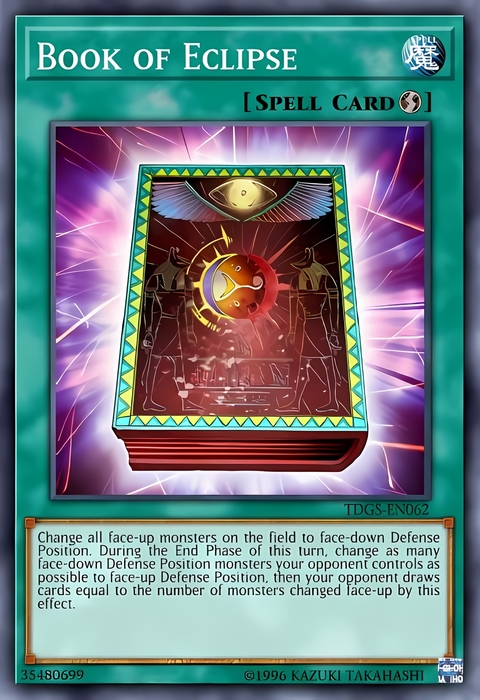 BOOK OF ECLIPSE
魔
[SPELL CARD]
TDGS-EN062
Change all face-up monsters on the field to face-down Defense
Position. During the End Phase of this turn, change as many
face-down Defense Position monsters your opponent controls as
possible to face-up Defense Position, then your opponent draws
cards equal to the number of monsters changed face-up by this
effect.
35480699
©1996 KAZUKI TAKAHASHI